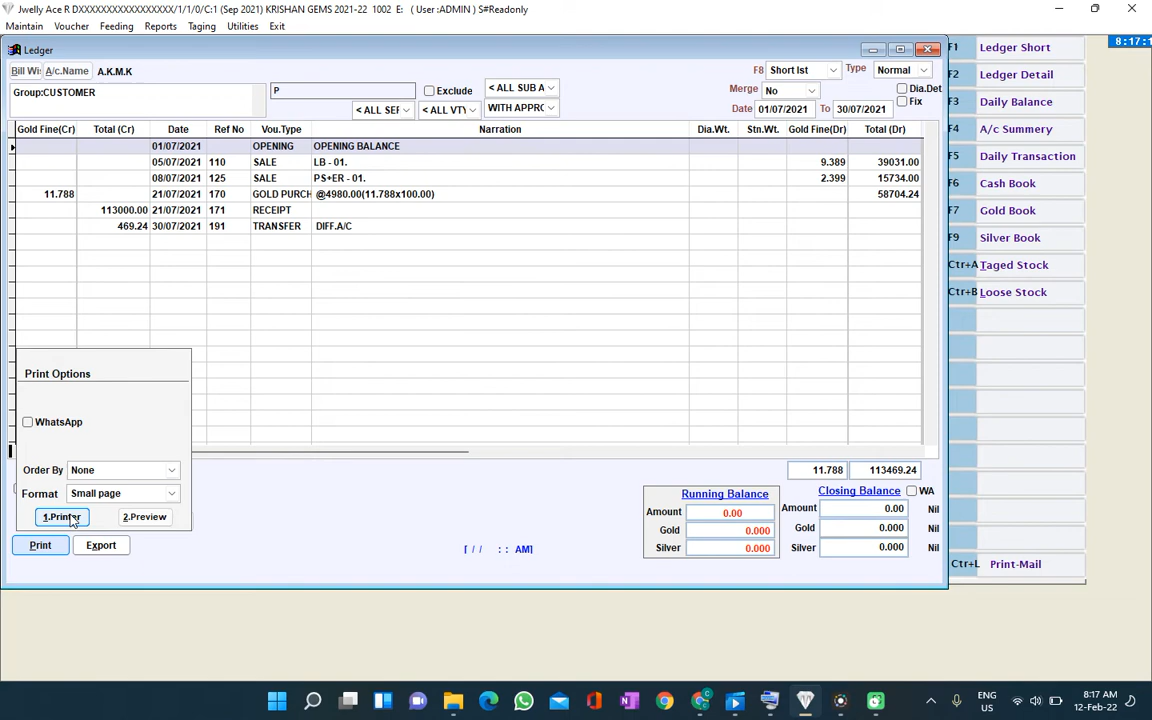 Jwelly Ace R DXXXXXXXXXXXXXXXXX/1/1/0/C:1 (Sep 2021) KRISHAN GEMS 2021-22 1002 E: ( User :ADMIN ) S#Readonly
Maintain Voucher Feeding Reports Taging Utilities Exit
Ledger
8:17:1
Bill Wi A/c.Name A.K.M.K
Group:CUSTOMER
P
Exclude
< ALL SUB A
< ALL SEF < ALL VTY WITH APPRC
F8 Short lst Type Normal
Merge No Dia.Det
Fix
Date 01/07/2021 To 30/07/2021
Gold Fine(Cr) Total (Cr) Date Ref No Vou.Type Narration Dia.Wt. Stn.Wt. Gold Fine(Dr) Total (Dr)
01/07/2021 OPENING OPENING BALANCE
05/07/2021 110 SALE LB - 01. 9.389 39031.00
08/07/2021 125 SALE PS+ER - 01. 2.399 15734.00
11.788 21/07/2021 170 GOLD PURCH @4980.00(11.788x100.00) 58704.24
113000.00 21/07/2021 171 RECEIPT
469.24 30/07/2021 191 TRANSFER DIFF.A/C
11.788 113469.24
Print Options
WhatsApp
Order By None
Format Small page
1.Printer 2.Preview
Print Export
[ / / : : AM]
Running Balance
Amount 0.00
Gold 0.000
Silver 0.000
Closing Balance WA
Amount 0.00 Nil
Gold 0.000 Nil
Silver 0.000 Nil
F1 Ledger Short
F2 Ledger Detail
F3 Daily Balance
F4 A/c Summery
F5 Daily Transaction
F6 Cash Book
F7 Gold Book
F9 Silver Book
Ctr+A Taged Stock
Ctr+B Loose Stock
Ctr+L Print-Mail
ENG
US
8:17 AM
12-Feb-22